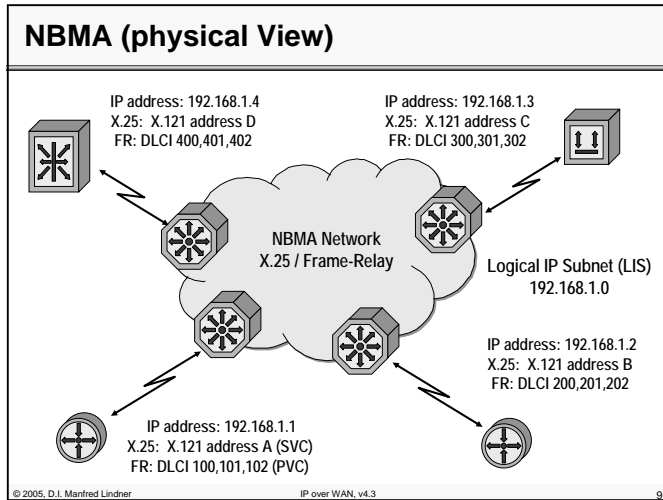 NBMA (physical View)
IP address: 192.168.1.4
X.25: X.121 address D
FR: DLCI 400,401,402
IP address: 192.168.1.3
X.25: X.121 address C
FR: DLCI 300,301,302
NBMA Network
X.25 / Frame-Relay
Logical IP Subnet (LIS)
192.168.1.0
IP address: 192.168.1.2
X.25: X.121 address B
FR: DLCI 200,201,202
IP address: 192.168.1.1
X.25: X.121 address A (SVC)
FR: DLCI 100,101,102 (PVC)
© 2005, D.I. Manfred Lindner
IP over WAN, v4.3
9